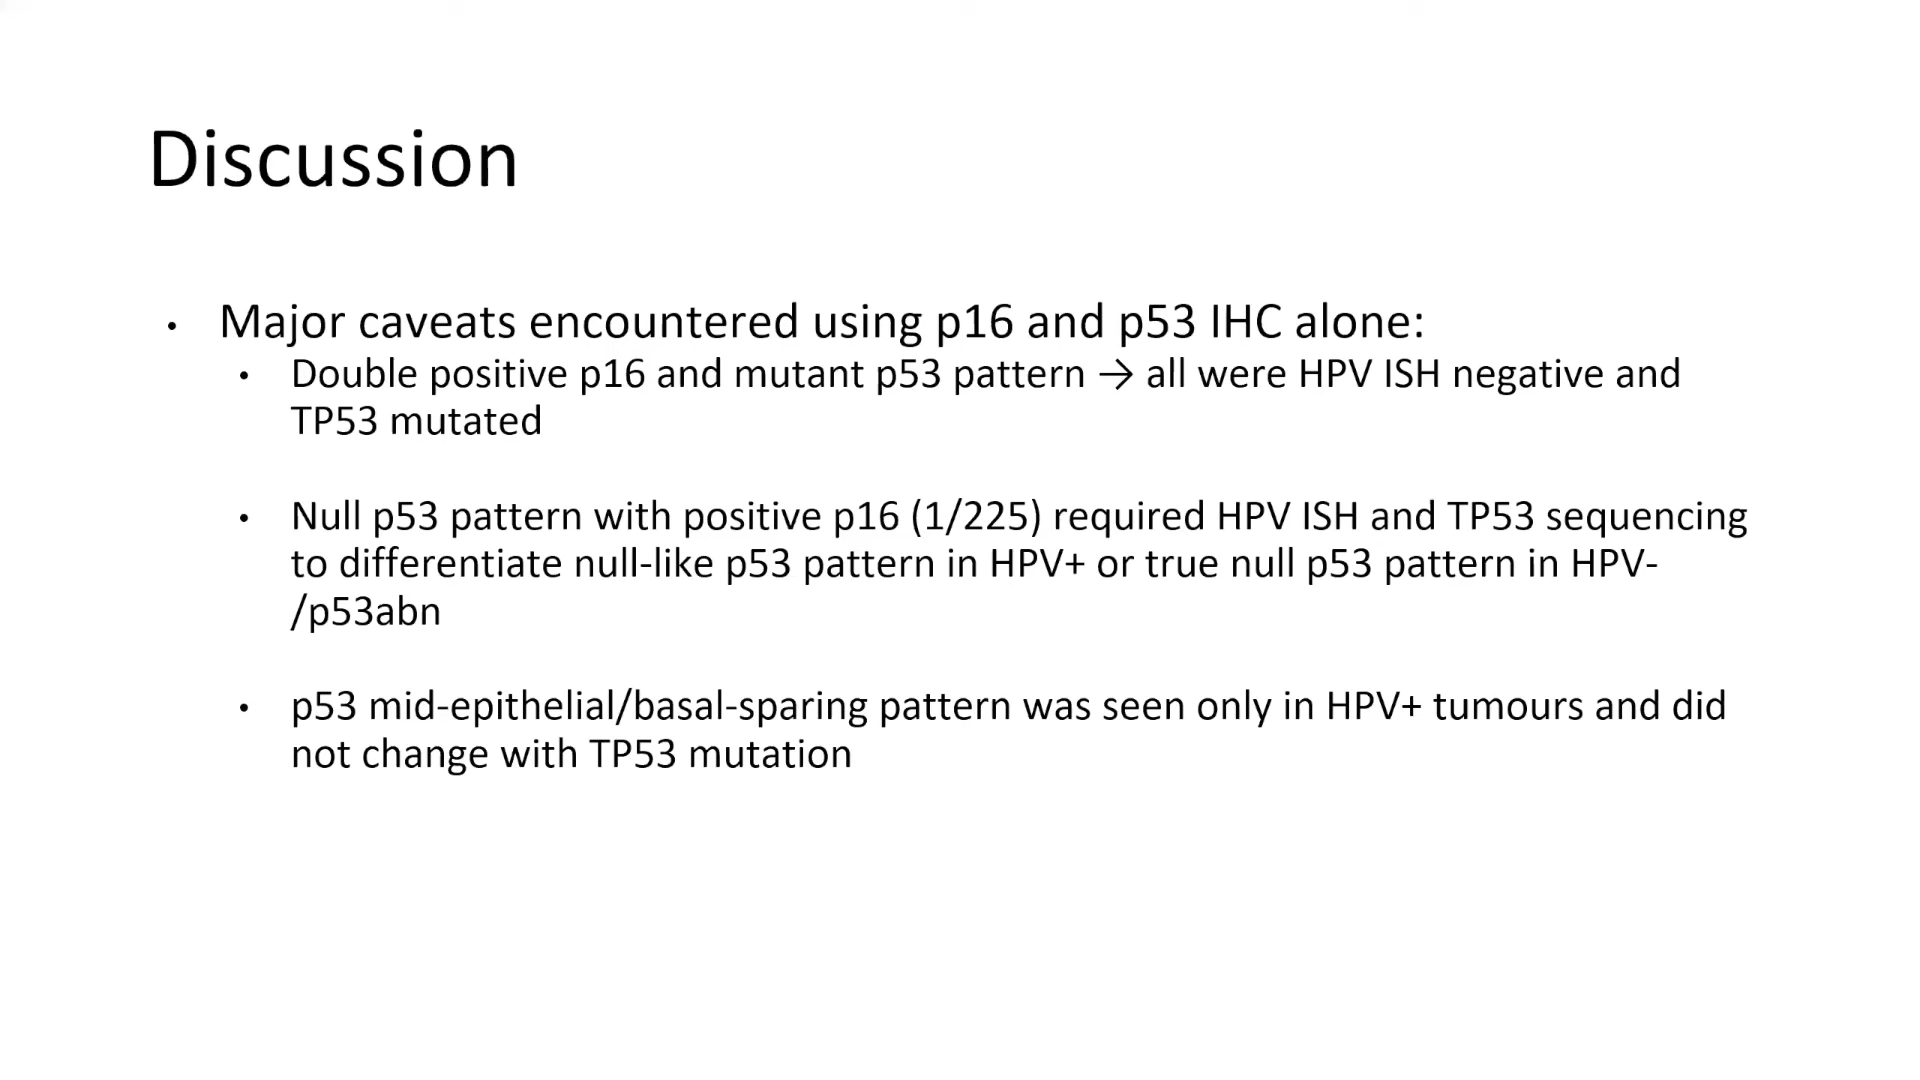 Discussion
• Major caveats encountered using p16 and p53 IHC alone:
• Double positive p16 and mutant p53 pattern → all were HPV ISH negative and
TP53 mutated
• Null p53 pattern with positive p16 (1/225) required HPV ISH and TP53 sequencing
to differentiate null-like p53 pattern in HPV+ or true null p53 pattern in HPV-
/p53abn
• p53 mid-epithelial/basal-sparing pattern was seen only in HPV+ tumours and did
not change with TP53 mutation